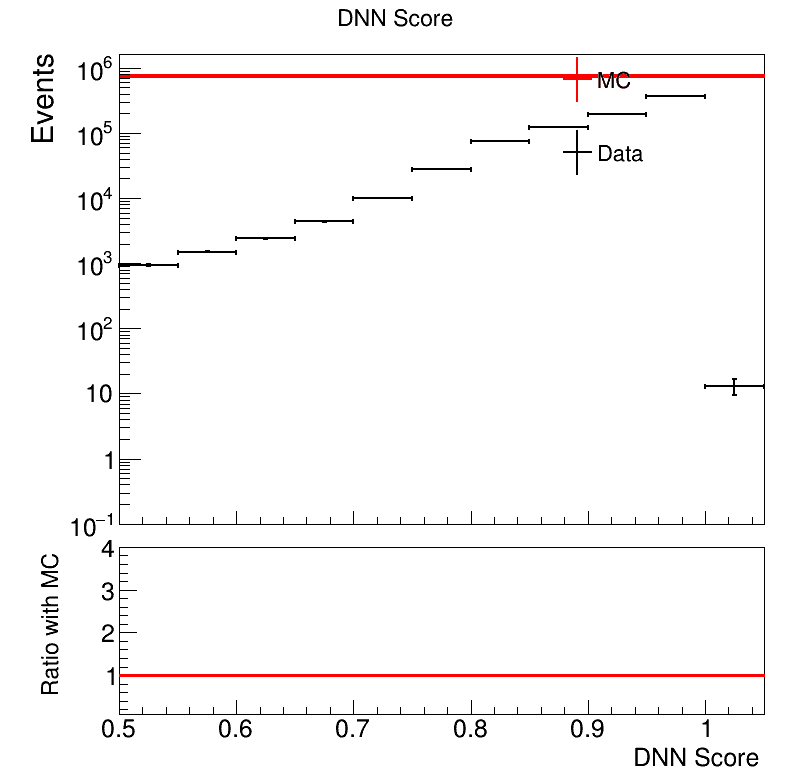 DNN Score
Events
10^6
10^5
10^4
10^3
10^2
10
1
10^−1
MC
Data
Ratio with MC
4
3
2
1
0.5 0.6 0.7 0.8 0.9 1
DNN Score